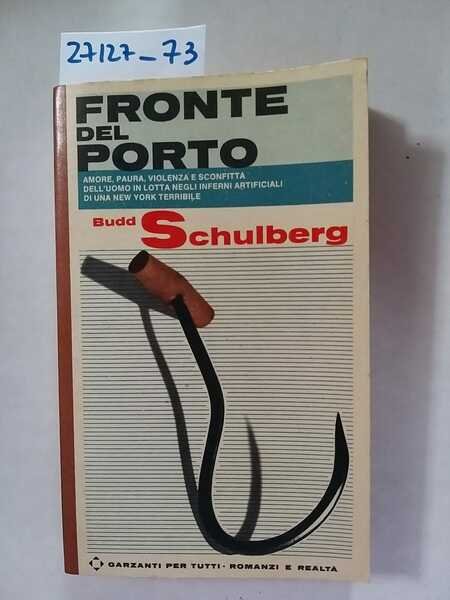 27127_73
FRONTE
DEL
PORTO
AMORE, PAURA, VIOLENZA E SCONFITTA
DELL'UOMO IN LOTTA NEGLI INFERNI ARTIFICIALI
DI UNA NEW YORK TERRIBILE
Budd Schulberg
GARZANTI PER TUTTI · ROMANZI E REALTÀ